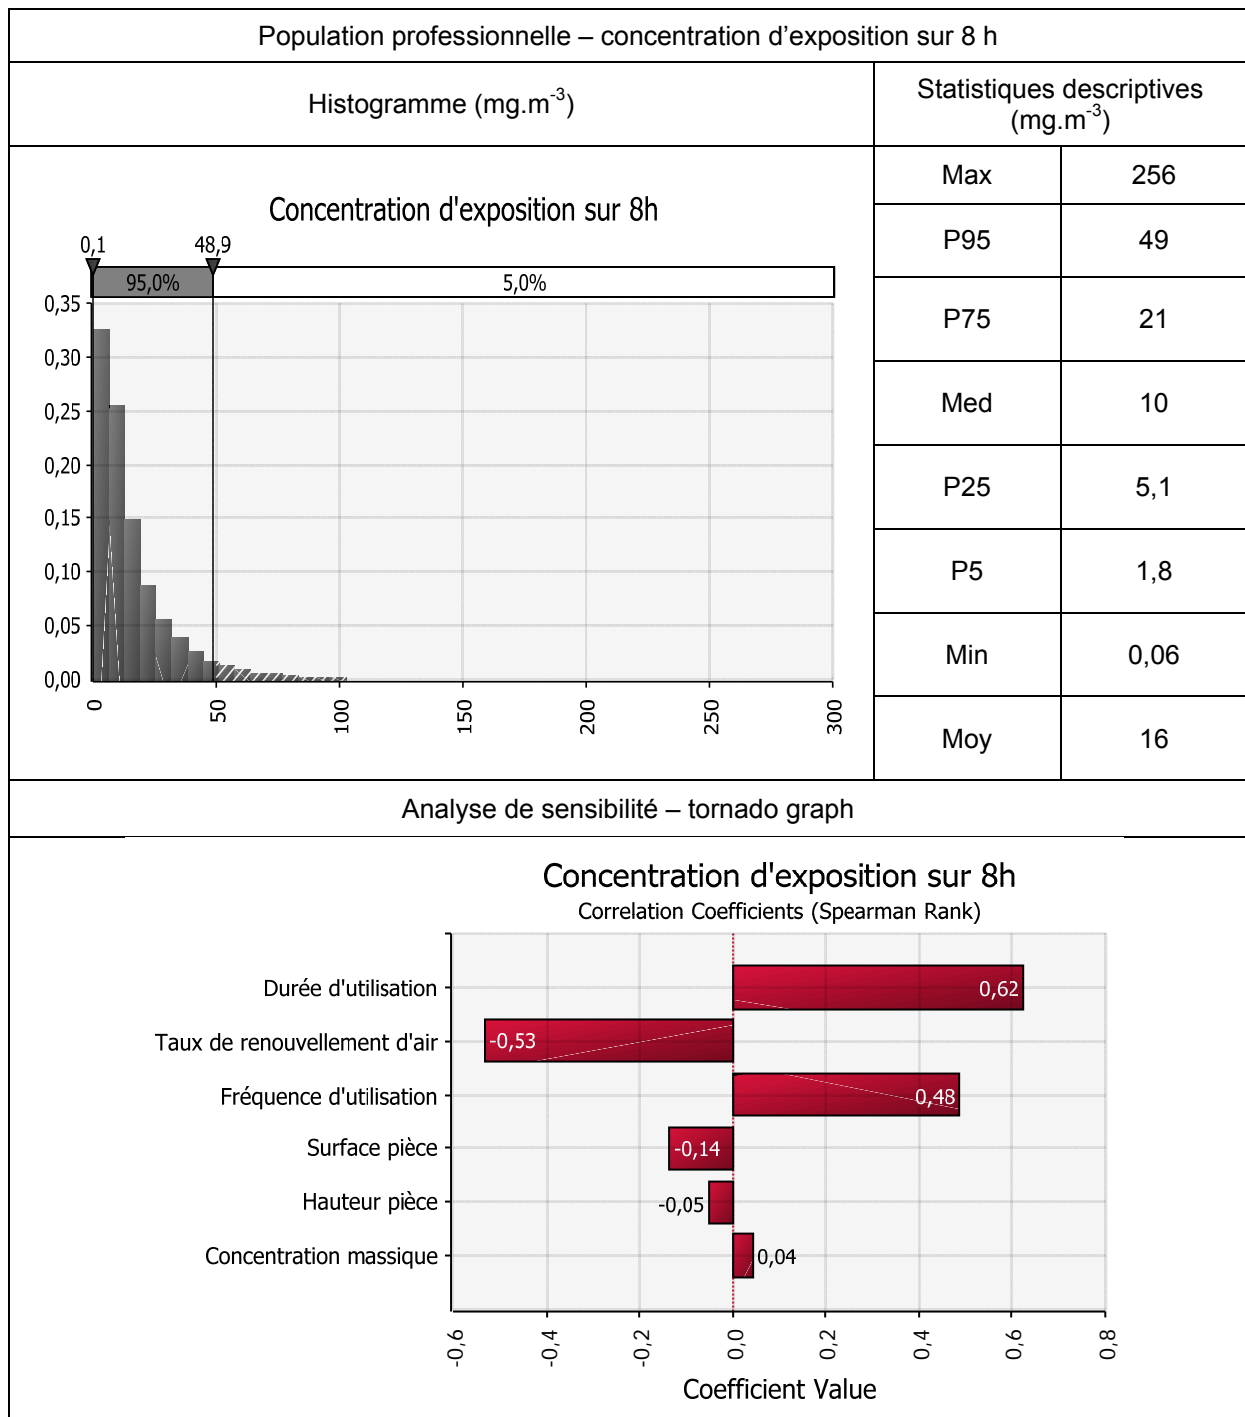 Population professionnelle – concentration d'exposition sur 8 h
Histogramme (mg.m-3)
Statistiques descriptives
(mg.m-3)
Concentration d'exposition sur 8h
0,1 48,9
95,0% 5,0%
0,35
0,30
0,25
0,20
0,15
0,10
0,05
0,00
0 50 100 150 200 250 300
Max 256
P95 49
P75 21
Med 10
P25 5,1
P5 1,8
Min 0,06
Moy 16
Analyse de sensibilité – tornado graph
Concentration d'exposition sur 8h
Correlation Coefficients (Spearman Rank)
Durée d'utilisation 0,62
Taux de renouvellement d'air -0,53
Fréquence d'utilisation 0,48
Surface pièce -0,14
Hauteur pièce -0,05
Concentration massique 0,04
-0,6 -0,4 -0,2 0,0 0,2 0,4 0,6 0,8
Coefficient Value